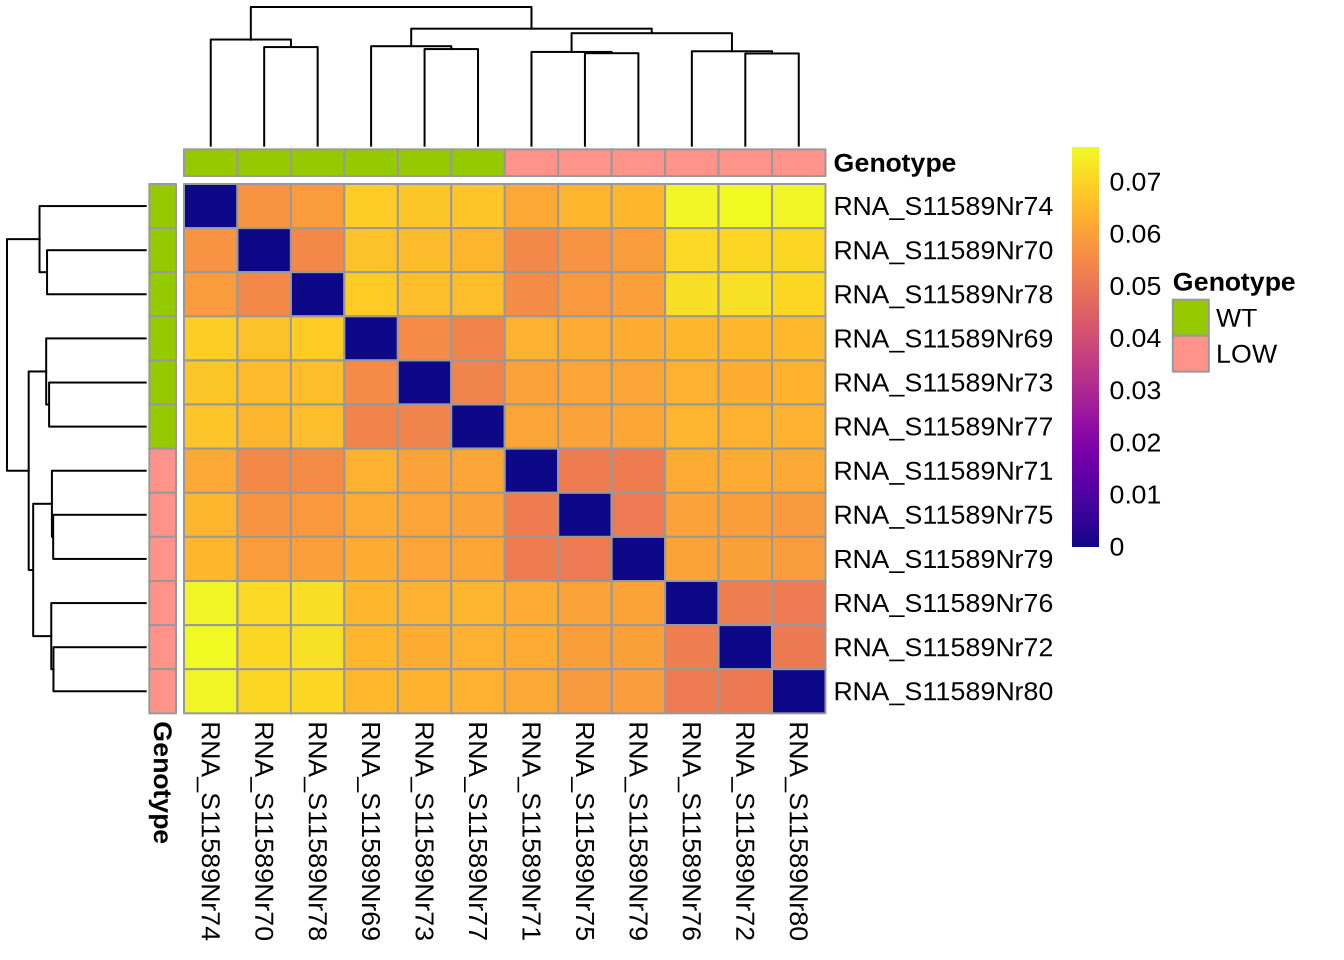 Genotype
RNA_S11589Nr74
RNA_S11589Nr70
RNA_S11589Nr78
RNA_S11589Nr69
RNA_S11589Nr73
RNA_S11589Nr77
RNA_S11589Nr71
RNA_S11589Nr75
RNA_S11589Nr79
RNA_S11589Nr76
RNA_S11589Nr72
RNA_S11589Nr80
0.07
0.06
0.05
0.04
0.03
0.02
0.01
0
Genotype
WT
LOW
Genotype
RNA_S11589Nr74
RNA_S11589Nr70
RNA_S11589Nr78
RNA_S11589Nr69
RNA_S11589Nr73
RNA_S11589Nr77
RNA_S11589Nr71
RNA_S11589Nr75
RNA_S11589Nr79
RNA_S11589Nr76
RNA_S11589Nr72
RNA_S11589Nr80